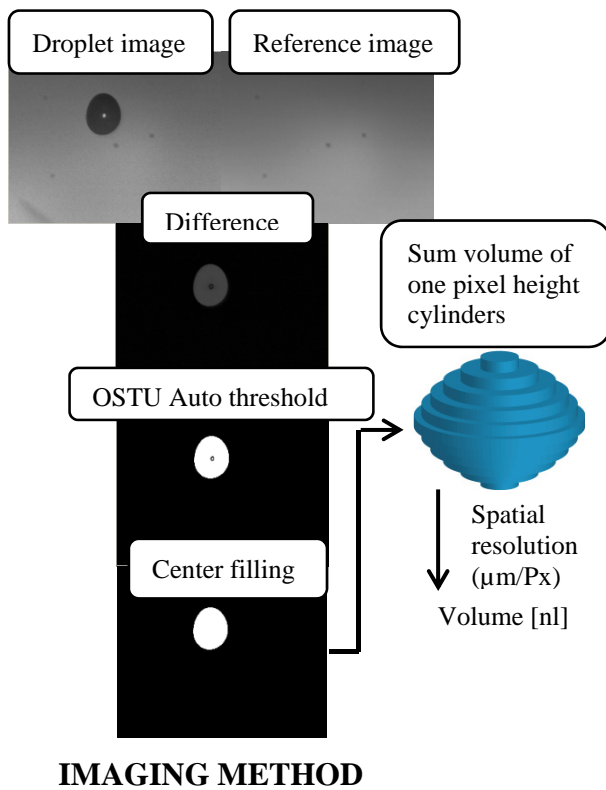 Droplet image
Reference image
Difference
Sum volume of
one pixel height
cylinders
OSTU Auto threshold
Center filling
Spatial
resolution
(µm/Px)
Volume [nl]
IMAGING METHOD